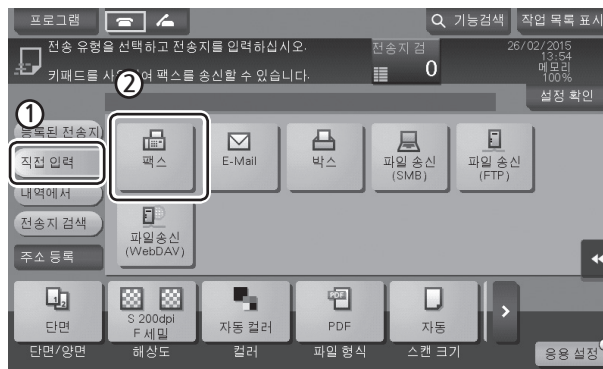 프로그램
기능검색
작업 목록 표시
전송 유형을 선택하고 전송지를 입력하십시오.
키패드를 사 여 팩스를 송신할 수 있습니다.
전송지 검
0
26/02/2015
13:54
메모리
100%
설정 확인
①
②
등록된 전송지
직접 입력
내역에서
전송지 검색
주소 등록
팩스
E-Mail
박스
파일 송신
(SMB)
파일 송신
(FTP)
파일송신
(WebDAV)
단면
S 200dpi
F 세밀
자동 컬러
PDF
자동
단면/양면
해상도
컬러
파일 형식
스캔 크기
응용 설정